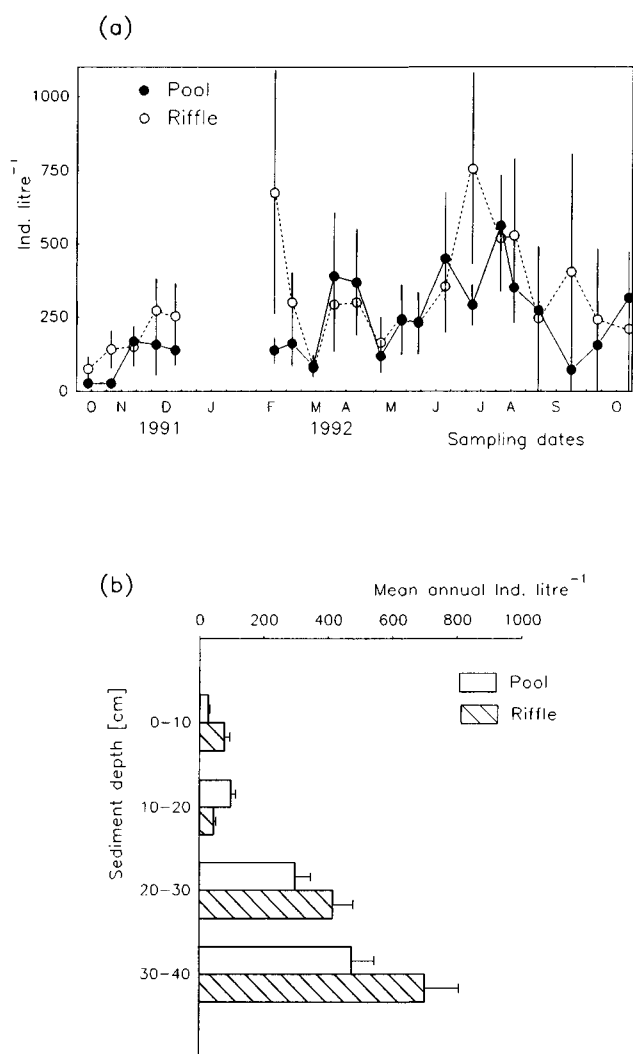 (a)
Pool
Riffle
1000
750
500
250
0
Ind. litre⁻¹
O N D J F M A M J J A S O
1991 1992 Sampling dates
(b)
Mean annual Ind. litre⁻¹
0 200 400 600 800 1000
Pool
Riffle
Sediment depth [cm]
0–10
10–20
20–30
30–40